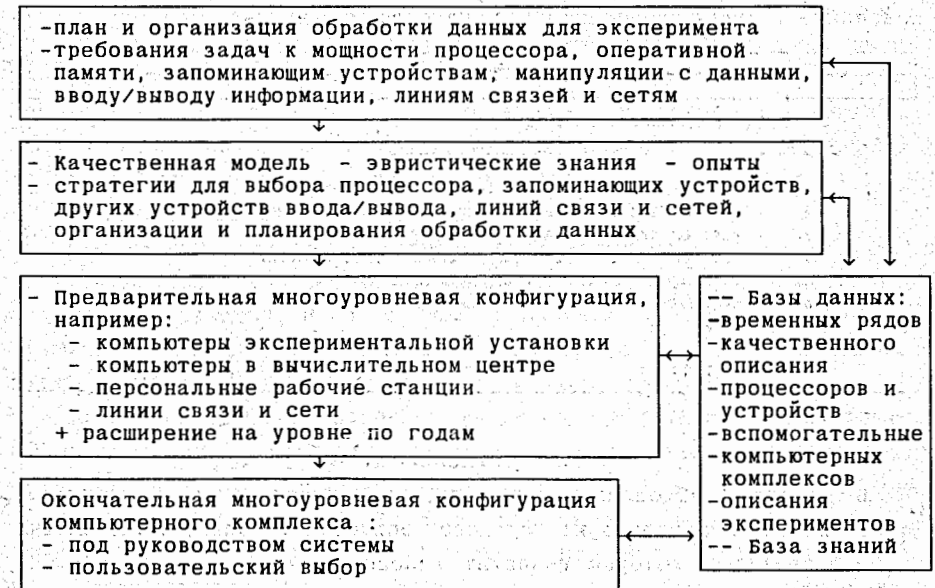 -план и организация обработки данных для эксперимента
-требования задач к мощности процессора, оперативной
памяти, запоминающим устройствам, манипуляции с данными,
вводу/выводу информации, линиям связей и сетям
- Качественная модель - эвристические знания - опыты
- стратегии для выбора процессора, запоминающих устройств,
других устройств ввода/вывода, линий связи и сетей,
организации и планирования обработки данных
- Предварительная многоуровневая конфигурация,
например:
- компьютеры экспериментальной установки
- компьютеры в вычислительном центре
- персональные рабочие станции
- линии связи и сети
+ расширение на уровне по годам
-- Базы данных:
-временных рядов
-качественного
описания
-процессоров и
устройств
-вспомогательные
-компьютерных
комплексов
-описания
экспериментов
-- База знаний
Окончательная многоуровневая конфигурация
компьютерного комплекса :
- под руководством системы
- пользовательский выбор